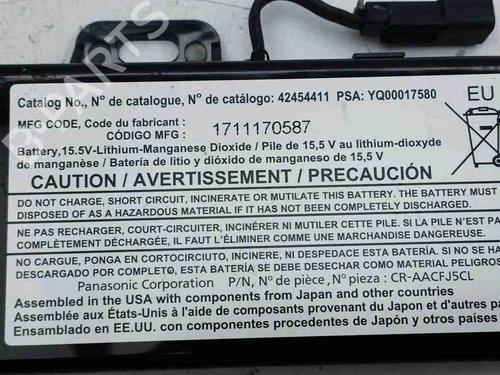 Catalog No., Nº de catalogue, Nº de catálogo: 42454411 PSA: YQ00017580
EU
MFG CODE, Code du fabricant :
CÓDIGO MFG : 1711170587
Battery,15.5V-Lithium-Manganese Dioxide / Pile de 15,5 V au lithium-dioxyde
de manganèse / Batería de litio y dióxido de manganeso de 15,5 V
CAUTION / AVERTISSEMENT / PRECAUCIÓN
DO NOT CHARGE, SHORT CIRCUIT, INCINERATE OR MUTILATE THIS BATTERY. THE BATTERY MUST
DISPOSED OF AS A HAZARDOUS MATERIAL IF IT HAS NOT BEEN COMPLETELY DISCHARGED.
NE PAS RECHARGER, COURT-CIRCUITER, INCINÉRER NI MUTILER CETTE PILE. SI LA PILE N'EST PAS
COMPLÈTEMENT DÉCHARGÉE, IL FAUT L'ÉLIMINER COMME UNE MARCHANDISE DANGEREUSE.
NO CARGUE, PONGA EN CORTOCIRCUITO, INCINERE, NI DESPEDACE ESTA BATERÍA. SI NO ESTÁ
DESCARGADO POR COMPLETO, ESTA BATERÍA SE DEBE DESECHAR COMO MATERIAL PELIGROSO.
Panasonic Corporation P/N, Nº de pièce , Nº pieza : CR-AACFJ5CL
Assembled in the USA with components from Japan and other countries
Assemblée aux États-Unis à l'aide de composants provenant de Japon et d'autres pa
Ensamblado en EE.UU. con componentes procedentes de Japón y otros países